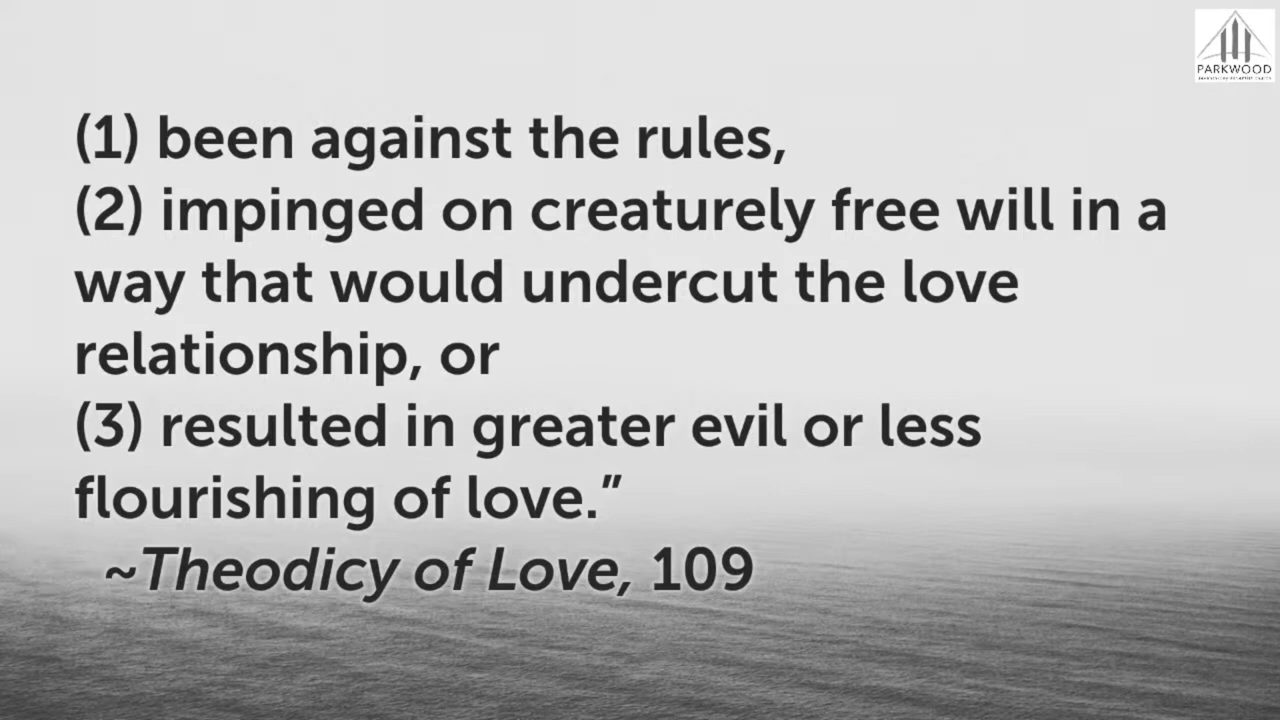 PARKWOOD
(1) been against the rules,
(2) impinged on creaturely free will in a
way that would undercut the love
relationship, or
(3) resulted in greater evil or less
flourishing of love.”
~Theodicy of Love, 109